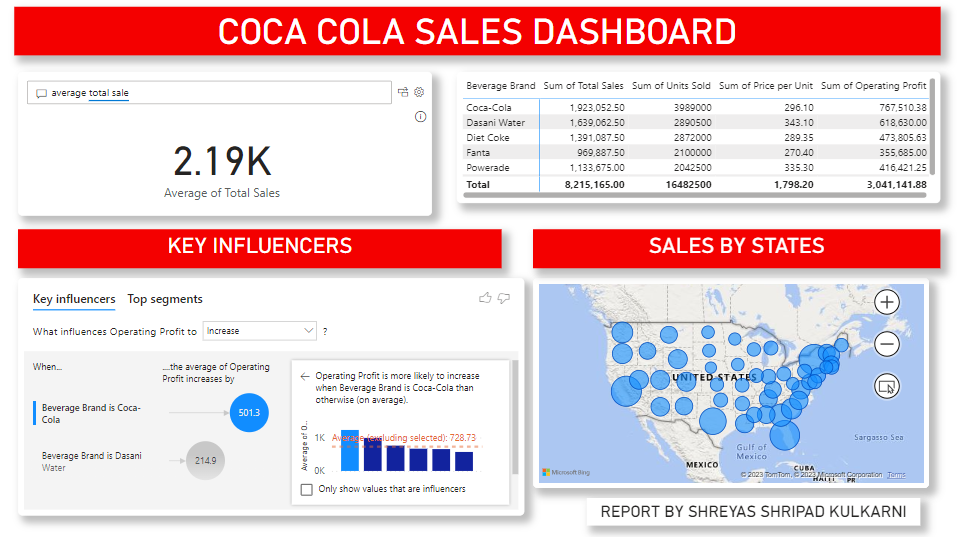 COCA COLA SALES DASHBOARD
average total sale
2.19K
Average of Total Sales
Beverage Brand Sum of Total Sales Sum of Units Sold Sum of Price per Unit Sum of Operating Profit
Coca-Cola 1,923,052.50 3989000 296.10 767,510.38
Dasani Water 1,639,062.50 2890500 343.10 618,630.00
Diet Coke 1,391,087.50 2872000 289.35 473,805.63
Fanta 969,887.50 2100000 270.40 355,685.00
Powerade 1,133,675.00 2042500 335.30 416,421.25
Total 8,215,165.00 16482500 1,798.20 3,041,141.88
KEY INFLUENCERS
Key influencers Top segments
What influences Operating Profit to Increase ?
When...
....the average of Operating
Profit increases by
Beverage Brand is Coca-
Cola
501.3
Beverage Brand is Dasani
Water
214.9
Operating Profit is more likely to increase
when Beverage Brand is Coca-Cola than
otherwise (on average).
Average of O...
1K
0K
Average (excluding selected): 728.73
Only show values that are influencers
SALES BY STATES
UNITED STATES
Gulf of
Mexico
Sargasso Sea
MEXICO
CUBA
HAITI
PR
Microsoft Bing
© 2023 TomTom, © 2023 Microsoft Corporation Terms
REPORT BY SHREYAS SHRIPAD KULKARNI